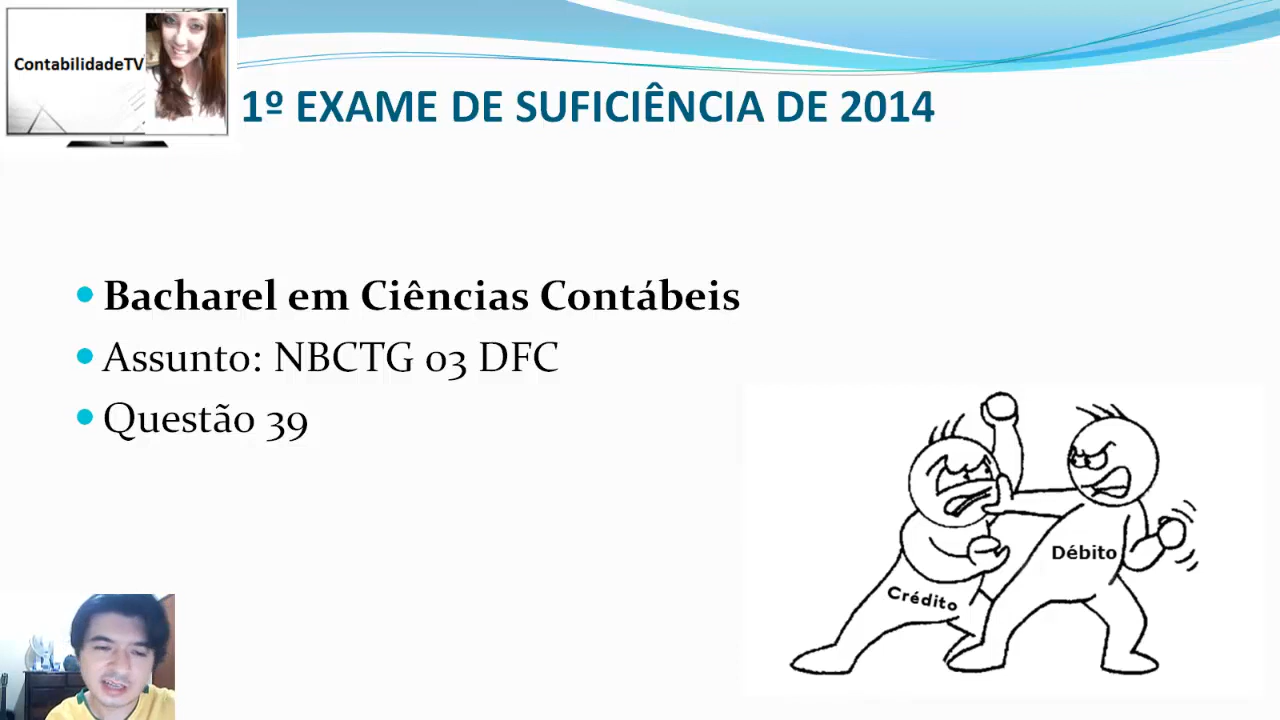 ContabilidadeTV
1º EXAME DE SUFICIÊNCIA DE 2014
• Bacharel em Ciências Contábeis
• Assunto: NBCTG 03 DFC
• Questão 39
Débito
Crédito